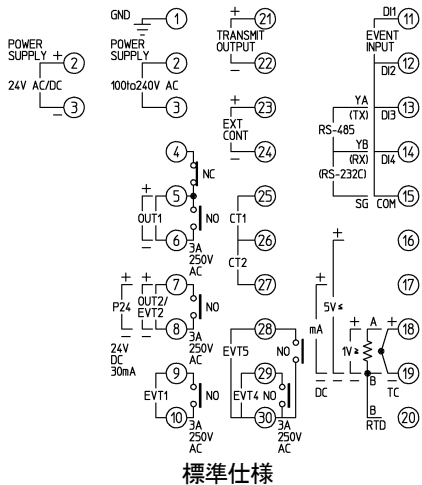 GND
1
POWER
SUPPLY +
2
24V AC/DC
−
3
POWER
SUPPLY
2
100to240V AC
3
4
NC
+
5
OUT1
NO
−
6
3A
250V
AC
+
7
P24
OUT2/
EVT2
NO
−
8
24V
DC
30mA
3A
250V
AC
9
EVT1
NO
10
3A
250V
AC
+
21
TRANSMIT
OUTPUT
−
22
+
23
EXT
CONT
−
24
25
CT1
26
CT2
27
28
EVT5
NO
29
EVT4 NO
30
3A
250V
AC
DI1
11
EVENT
INPUT
DI2
12
YA
(TX)
DI3
13
RS-485
YB
(RX)
DI4
14
(RS-232C)
SG
COM
15
+
16
+
17
5V≤
mA
+
+
A
18
1V≥
−
−
−
B
−
19
DC
TC
B
RTD
20
標準仕様